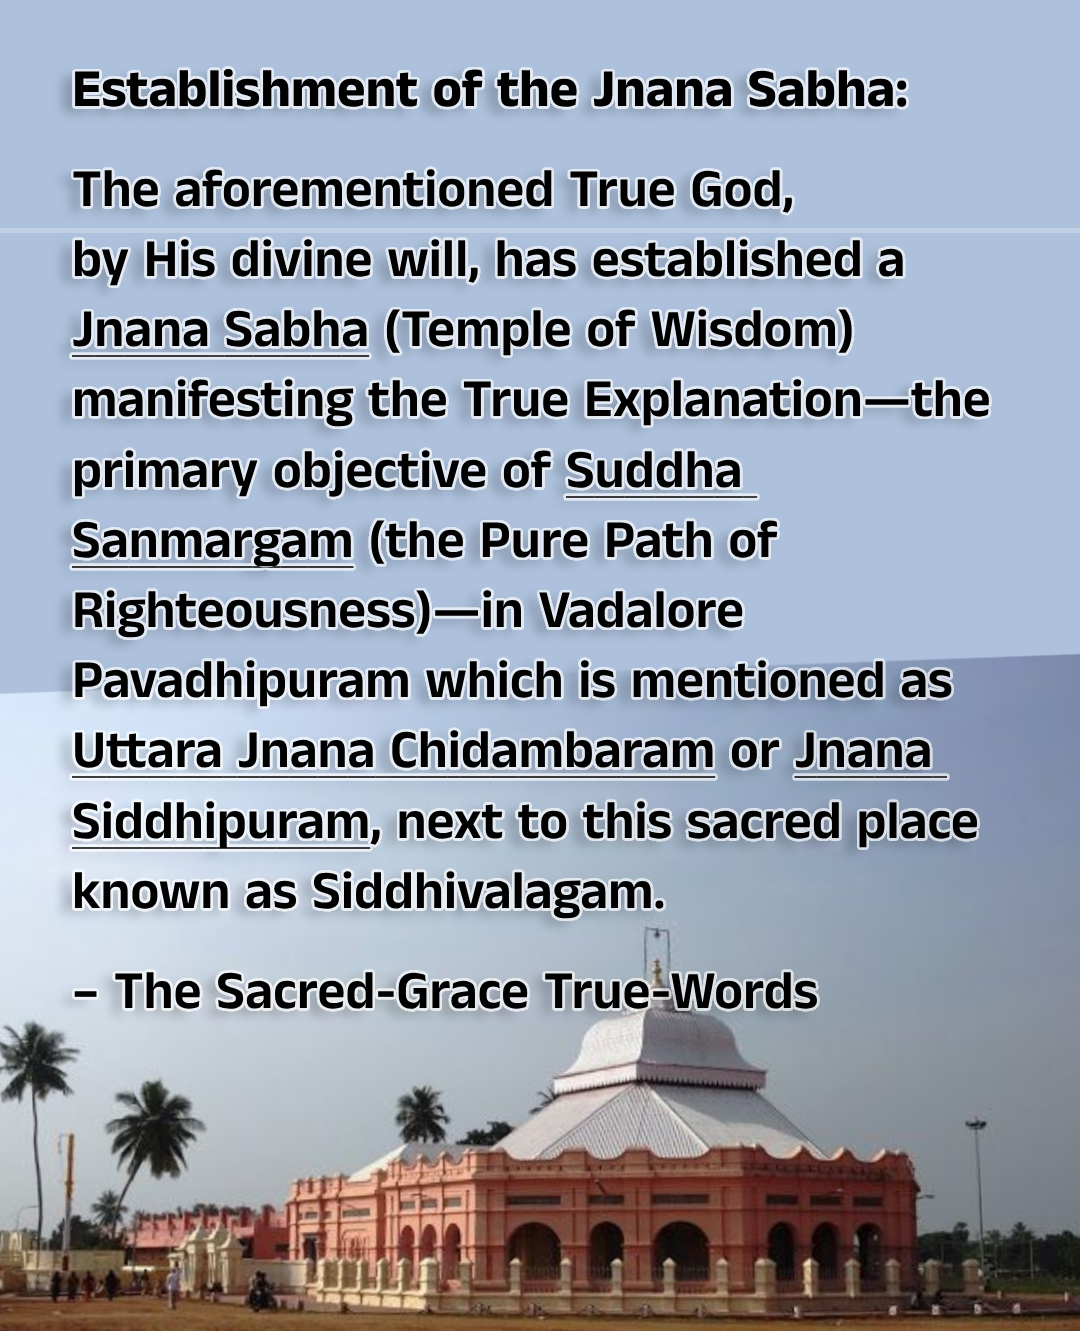 Establishment of the Jnana Sabha:
The aforementioned True God,
by His divine will, has established a
Jnana Sabha (Temple of Wisdom)
manifesting the True Explanation—the
primary objective of Suddha
Sanmargam (the Pure Path of
Righteousness)—in Vadalore
Pavadhipuram which is mentioned as
Uttara Jnana Chidambaram or Jnana
Siddhipuram, next to this sacred place
known as Siddhivalagam.
– The Sacred-Grace True-Words